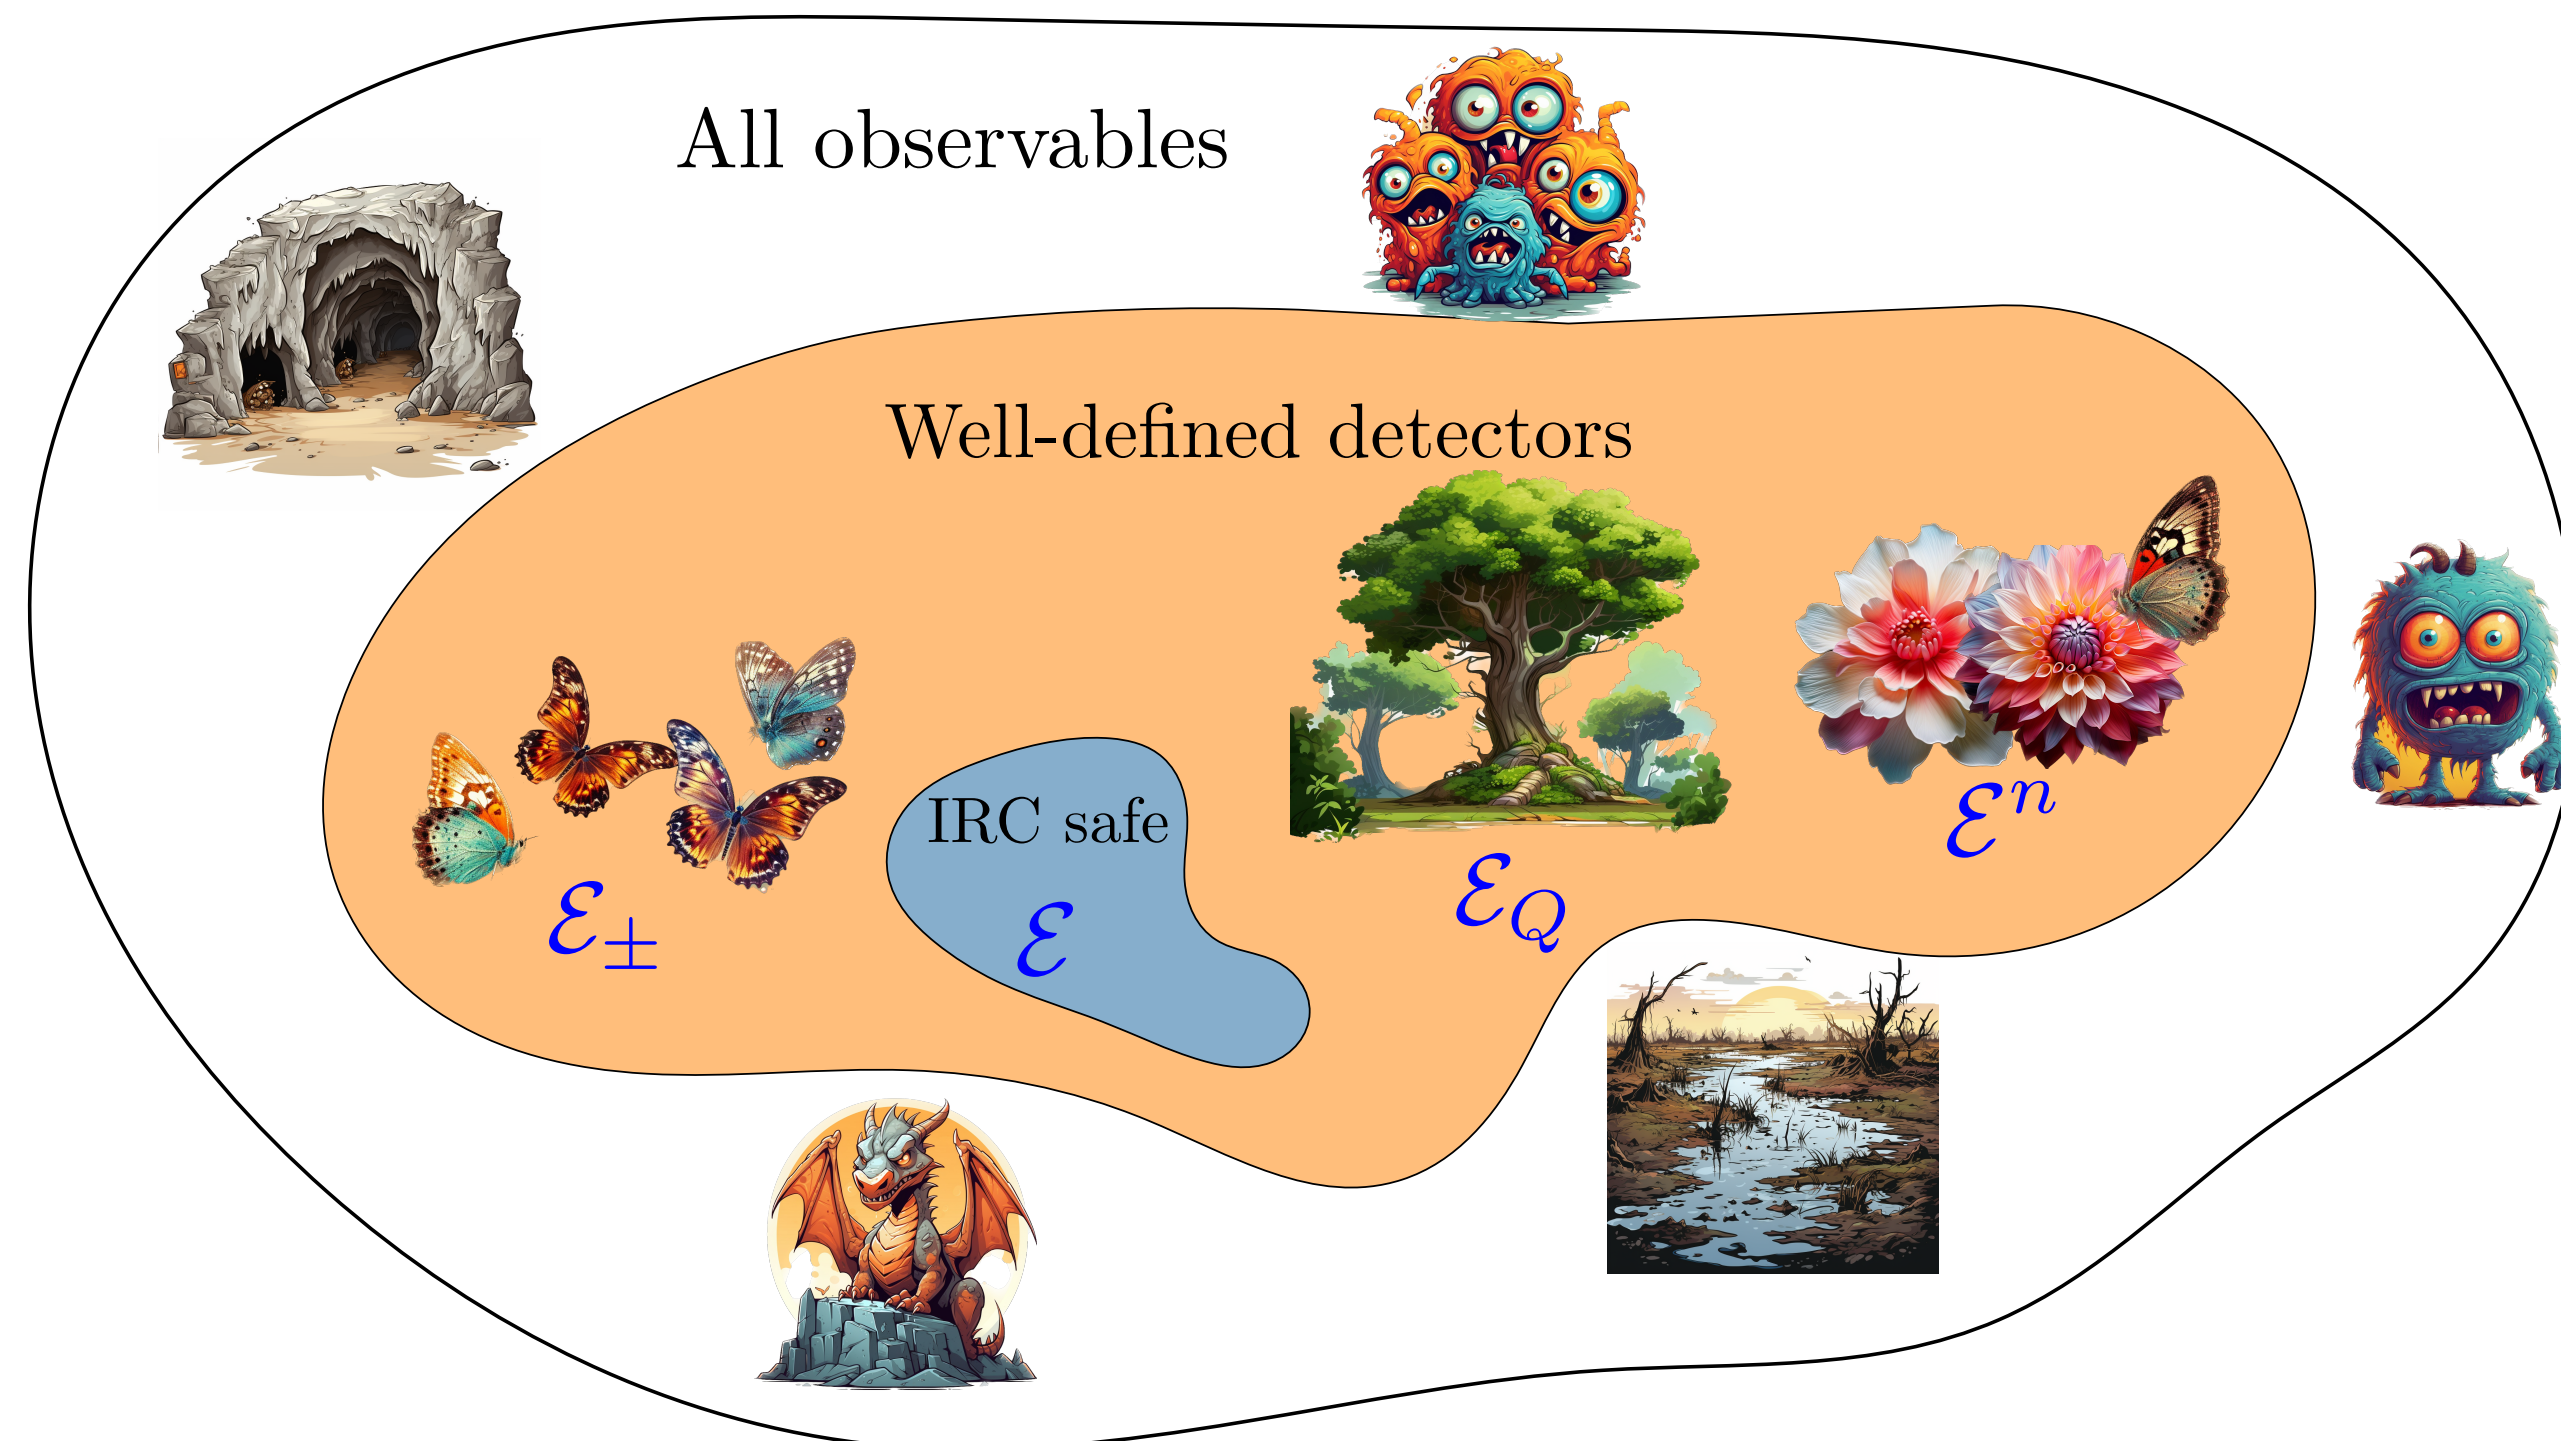 All observables
Well-defined detectors
IRC safe
ℰ±
ℰ
ℰQ
ℰⁿ